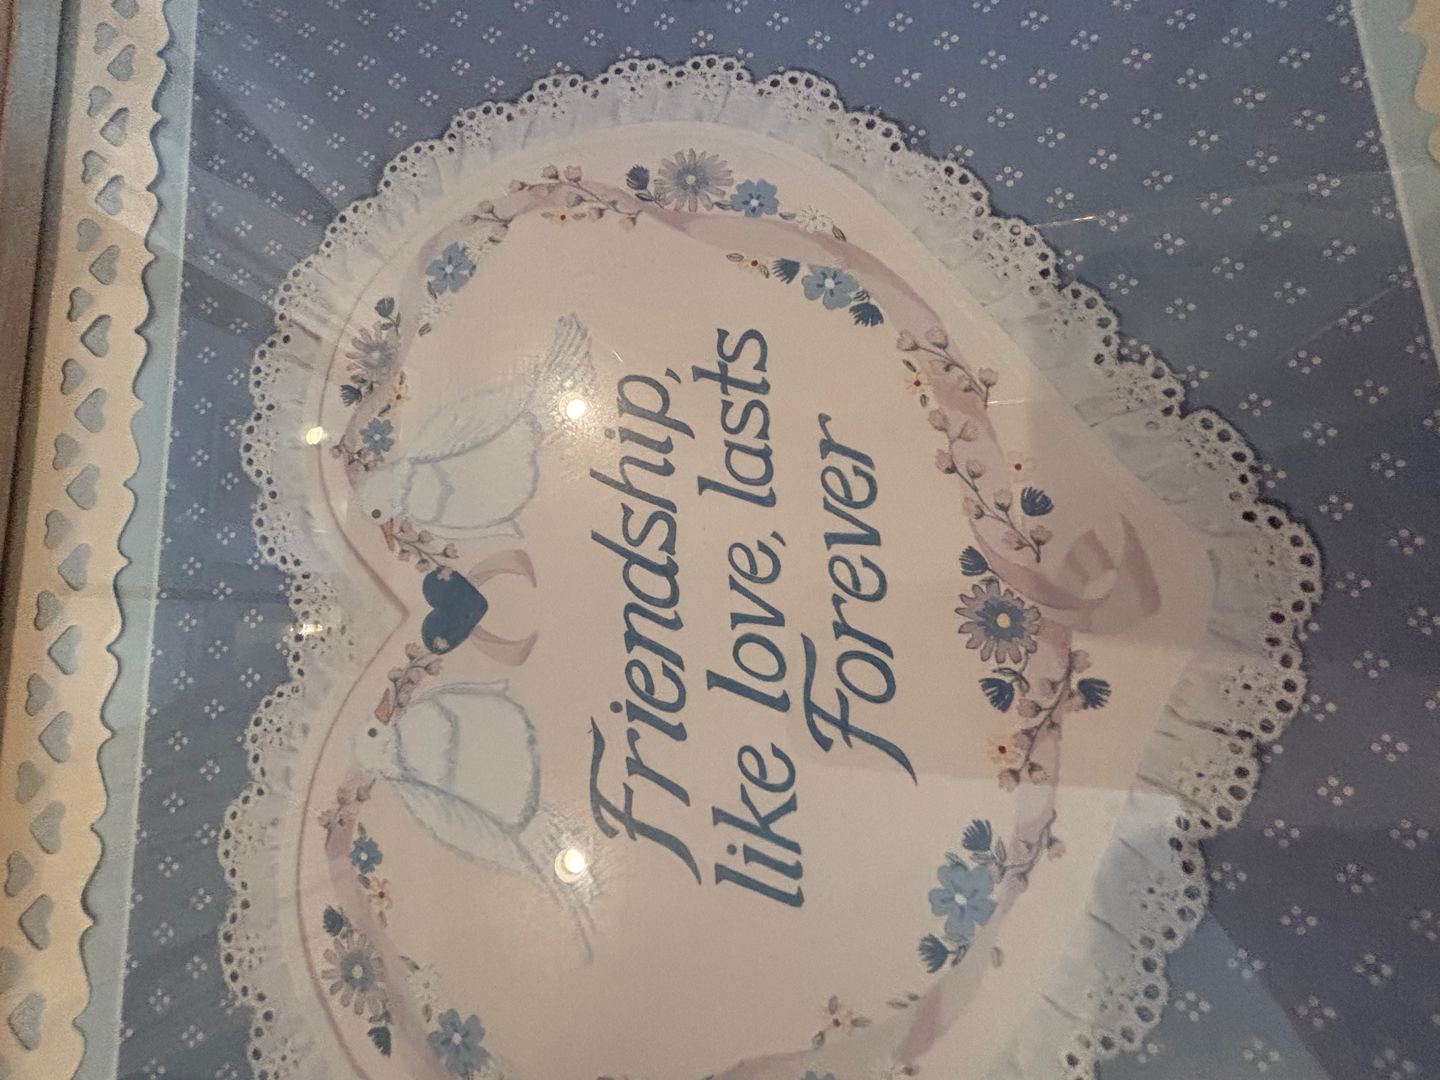 Friendship,
like love, lasts
Forever